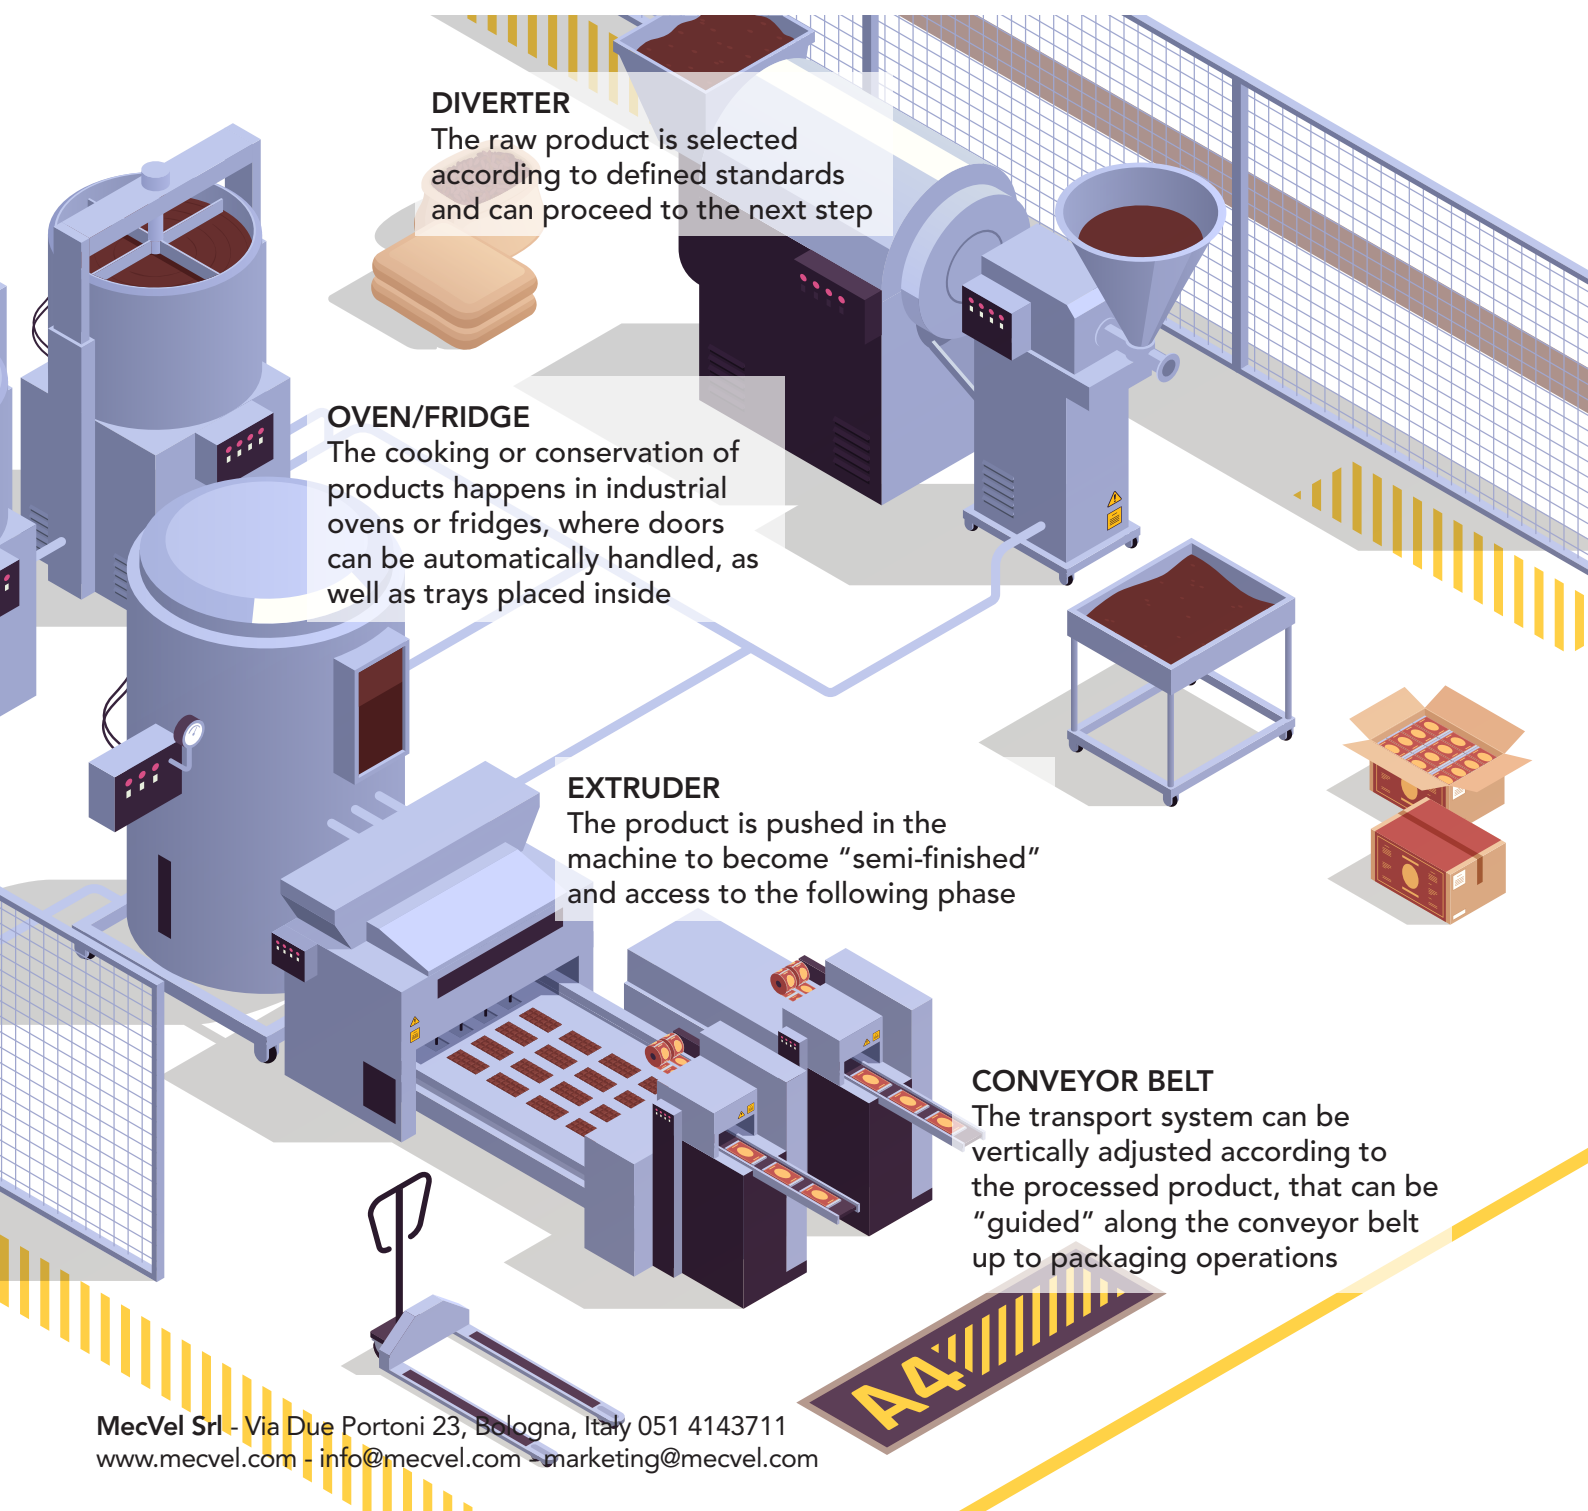 DIVERTER
The raw product is selected
according to defined standards
and can proceed to the next step
OVEN/FRIDGE
The cooking or conservation of
products happens in industrial
ovens or fridges, where doors
can be automatically handled, as
well as trays placed inside
EXTRUDER
The product is pushed in the
machine to become “semi-finished”
and access to the following phase
CONVEYOR BELT
The transport system can be
vertically adjusted according to
the processed product, that can be
“guided” along the conveyor belt
up to packaging operations
A4
MecVel Srl - Via Due Portoni 23, Bologna, Italy 051 4143711
www.mecvel.com - info@mecvel.com - marketing@mecvel.com